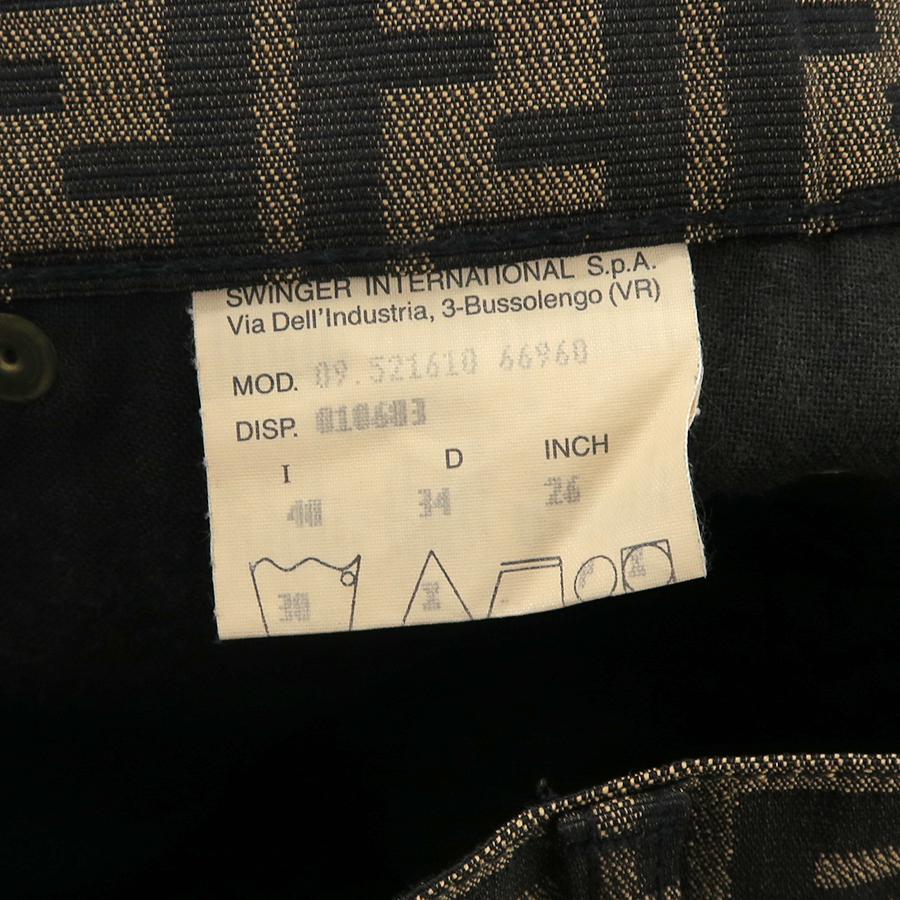 SWINGER INTERNATIONAL S.p.A.
Via Dell'Industria, 3-Bussolengo (VR)
MOD. 09.521610 66960
DISP. 010603
I D INCH
40 34 26
30